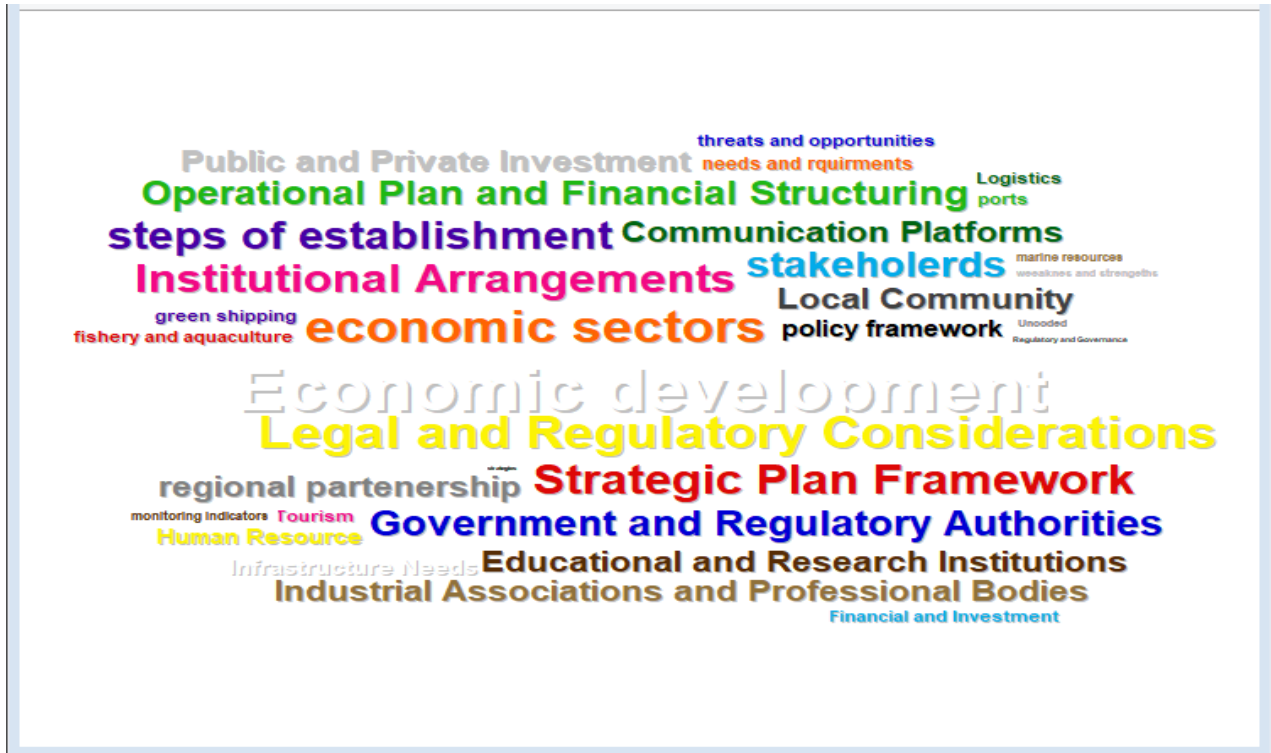 threats and opportunities
Public and Private Investment needs and rquirments
Operational Plan and Financial Structuring
Logistics
ports
steps of establishment Communication Platforms
Institutional Arrangements stakeholerds
marine resources
weeaknes and strengeths
Local Community
green shipping
fishery and aquaculture
economic sectors policy framework
Unooded
Regulatory and Governance
Economic development
Legal and Regulatory Considerations
regional partenership Strategic Plan Framework
monitoring indicators Tourism
Human Resource
Government and Regulatory Authorities
Infrastructure Needs Educational and Research Institutions
Industrial Associations and Professional Bodies
Financial and Investment